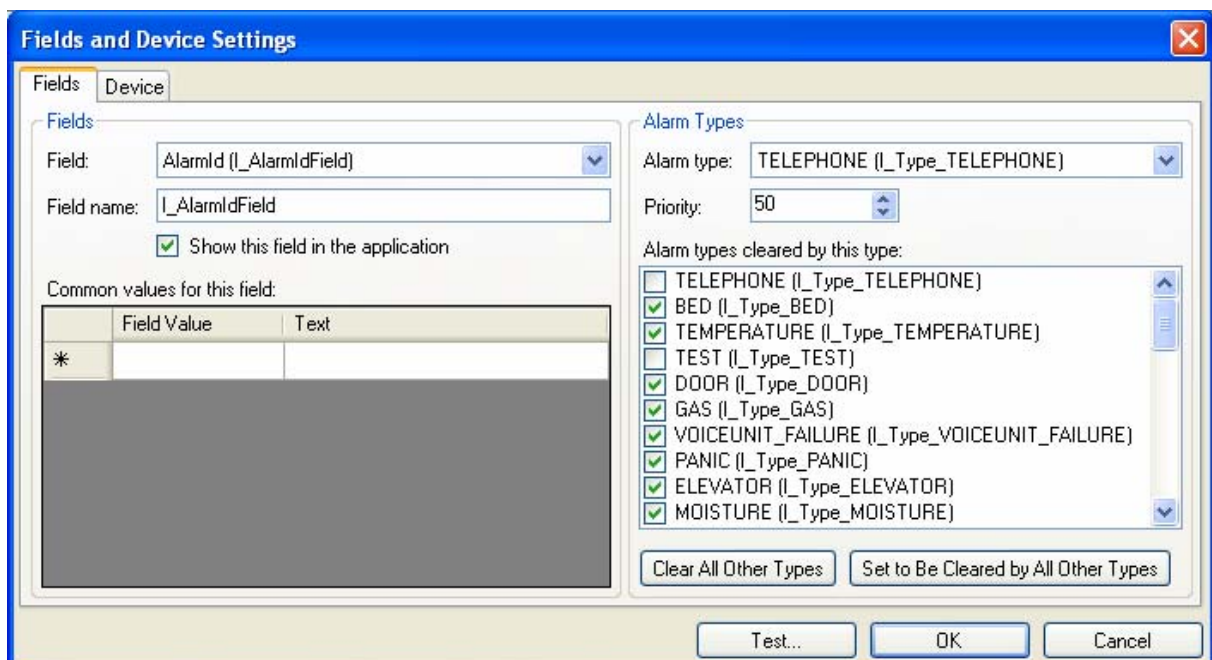 Fields and Device Settings
Fields
Device
Fields
Field:
AlarmId (I_AlarmIdField)
Field name:
I_AlarmIdField
Show this field in the application
Common values for this field:
Field Value
Text
Alarm Types
Alarm type:
TELEPHONE (I_Type_TELEPHONE)
Priority:
50
Alarm types cleared by this type:
TELEPHONE (I_Type_TELEPHONE)
BED (I_Type_BED)
TEMPERATURE (I_Type_TEMPERATURE)
TEST (I_Type_TEST)
DOOR (I_Type_DOOR)
GAS (I_Type_GAS)
VOICEUNIT_FAILURE (I_Type_VOICEUNIT_FAILURE)
PANIC (I_Type_PANIC)
ELEVATOR (I_Type_ELEVATOR)
MOISTURE (I_Type_MOISTURE)
Clear All Other Types
Set to Be Cleared by All Other Types
Test...
OK
Cancel